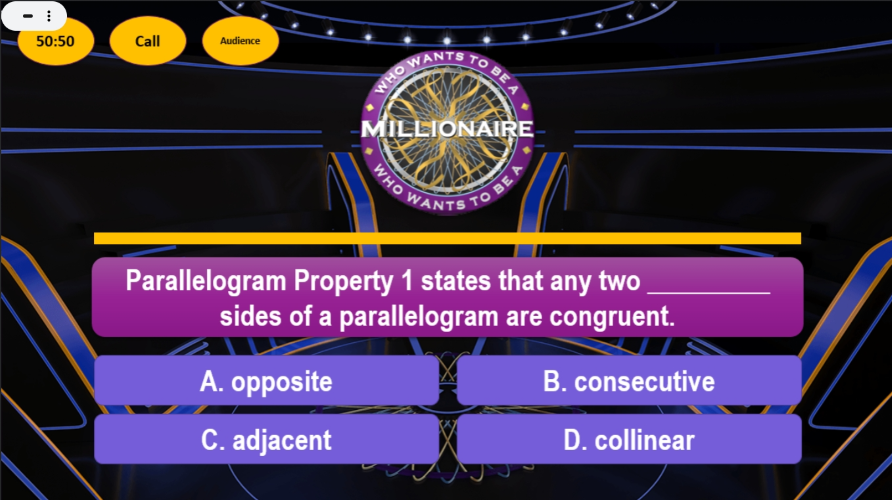 50:50
Call
Audience
WHO WANTS TO BE A
MILLIONAIRE
WHO WANTS TO BE A
Parallelogram Property 1 states that any two _________
sides of a parallelogram are congruent.
A. opposite
B. consecutive
C. adjacent
D. collinear